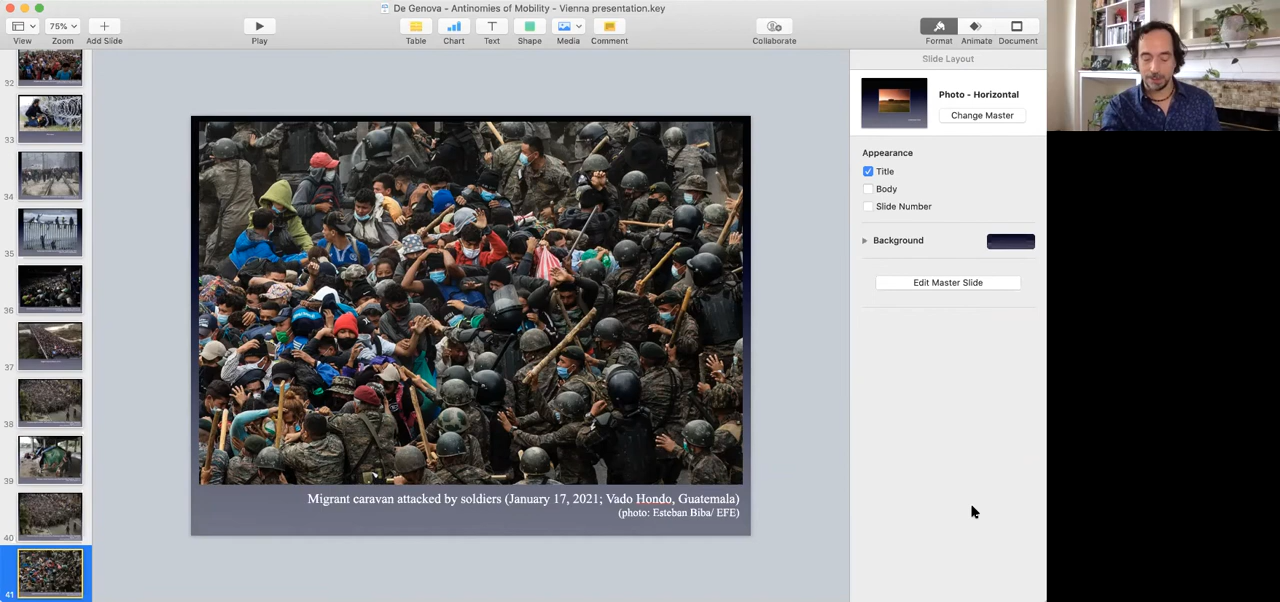 De Genova - Antinomies of Mobility - Vienna presentation.key
75%
View
Zoom
Add Slide
Play
Table
Chart
Text
Shape
Media
Comment
Collaborate
Format
Animate
Document
Slide Layout
Photo - Horizontal
Change Master
Appearance
Title
Body
Slide Number
Background
Edit Master Slide
32
33
34
35
36
37
38
39
40
41
Migrant caravan attacked by soldiers (January 17, 2021; Vado Hondo, Guatemala)
(photo: Esteban Biba/ EFE)